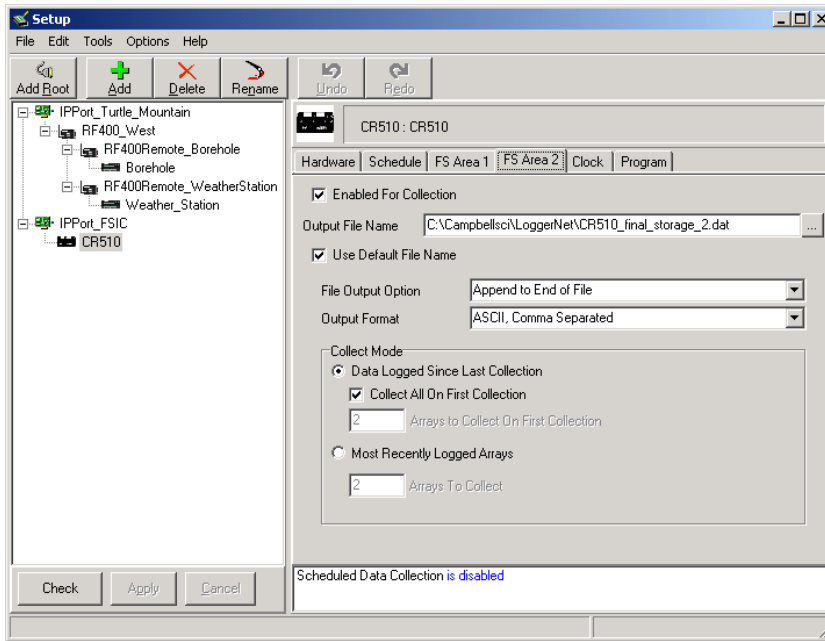 Setup
File Edit Tools Options Help
Add Root Add Delete Rename Undo Redo
IPPort_Turtle_Mountain
RF400_West
RF400Remote_Borehole
Borehole
RF400Remote_WeatherStation
Weather_Station
IPPort_FSIC
CR510
CR510 : CR510
Hardware Schedule FS Area 1 FS Area 2 Clock Program
Enabled For Collection
Output File Name C:\Campbellsci\LoggerNet\CR510_final_storage_2.dat ...
Use Default File Name
File Output Option Append to End of File
Output Format ASCII, Comma Separated
Collect Mode
Data Logged Since Last Collection
Collect All On First Collection
2 Arrays to Collect On First Collection
Most Recently Logged Arrays
2 Arrays To Collect
Check Apply Cancel
Scheduled Data Collection is disabled